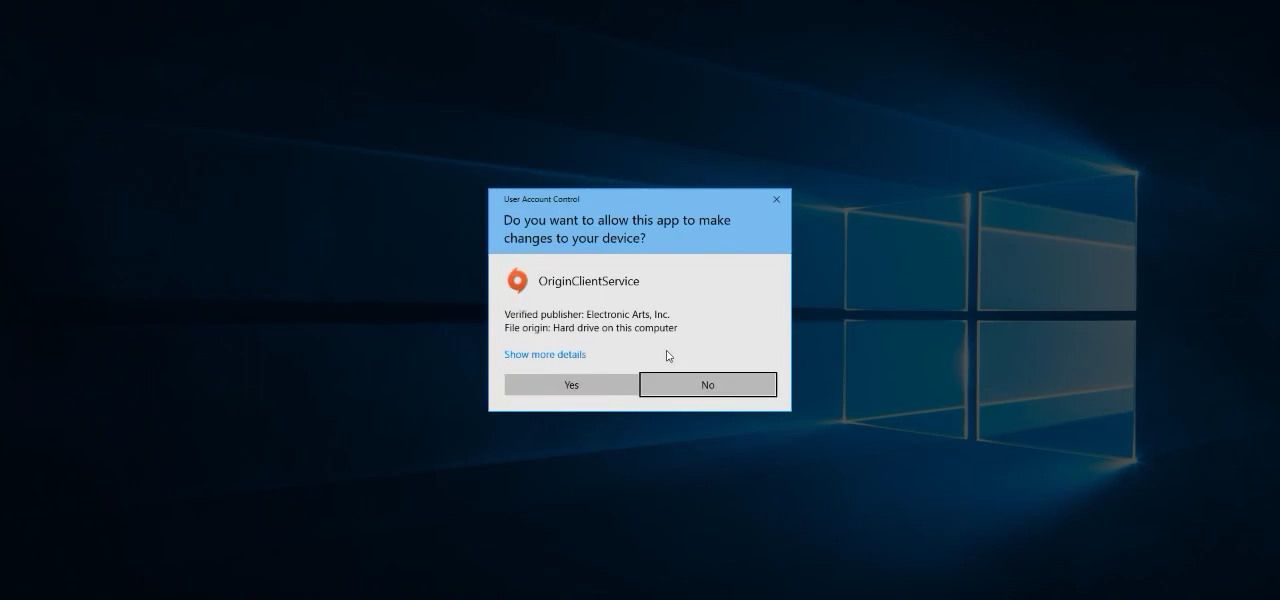 User Account Control
Do you want to allow this app to make
changes to your device?
OriginClientService
Verified publisher: Electronic Arts, Inc.
File origin: Hard drive on this computer
Show more details
Yes
No